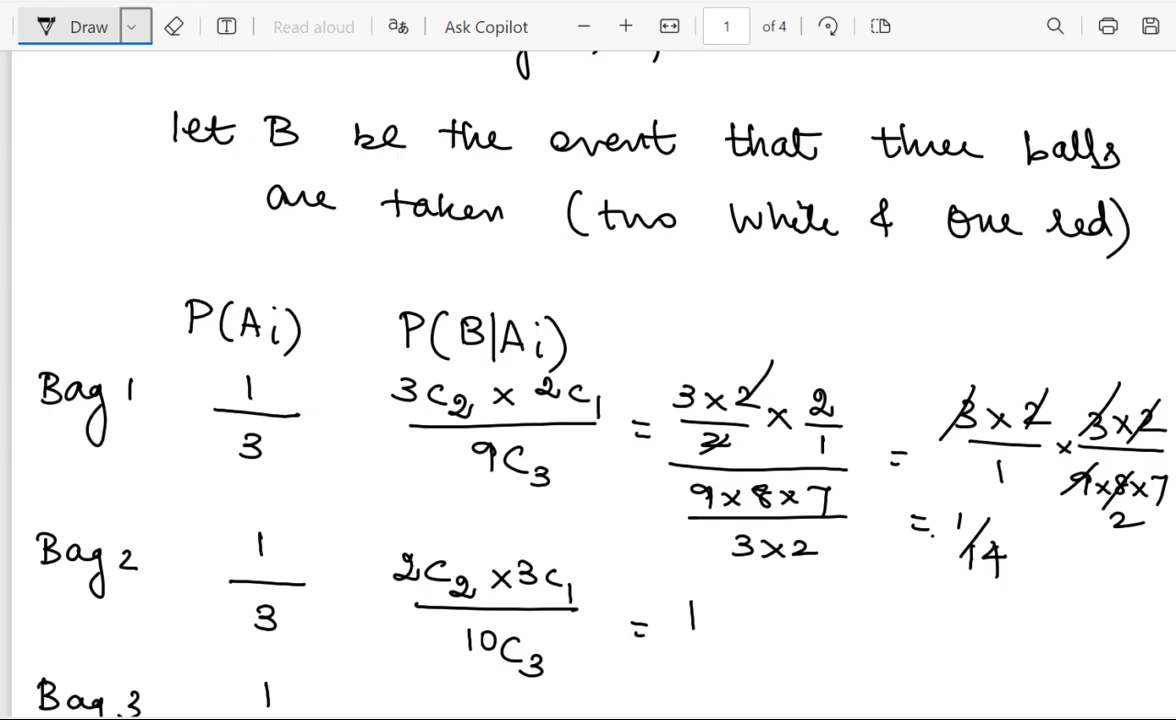 Draw Read aloud aあ Ask Copilot − + 1 of 4
let B be the event that three balls
are taken (two white & one red)
P(Ai) P(B|Ai)
Bag 1 1/3 (3C2 × 2C1)/9C3 = ((3×2)/2 × 2/1)/((9×8×7)/(3×2)) = (3×2)/1 × (3×2)/(9×8×7) 2
= 1/14
Bag 2 1/3 (2C2 ×3C1)/10C3 = 1
Bag 3 1